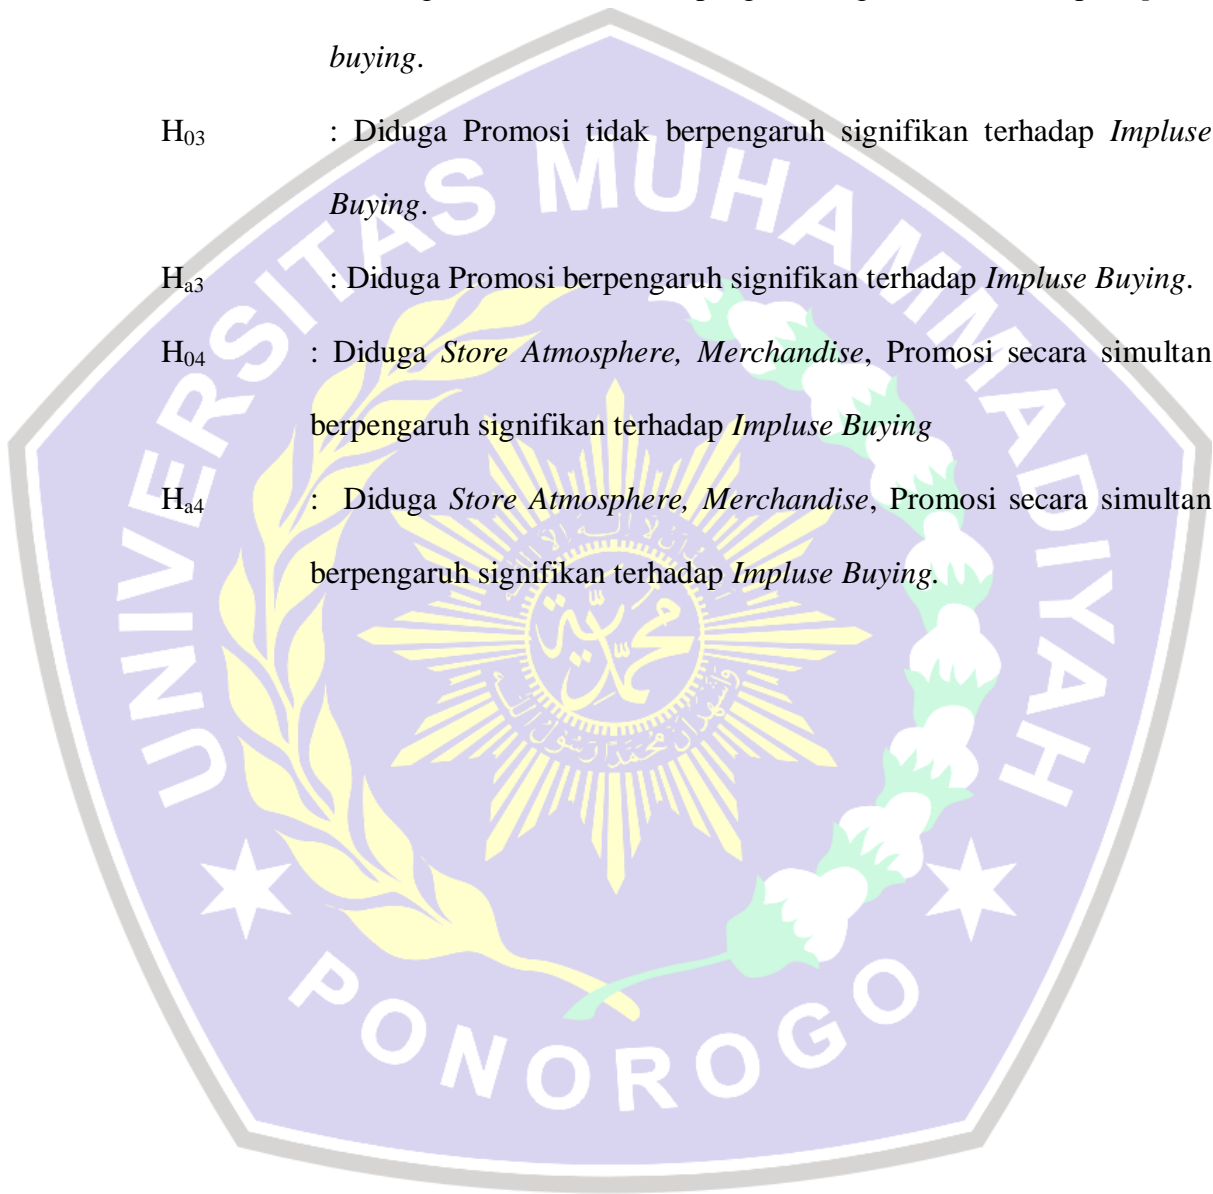 buying.
H03 : Diduga Promosi tidak berpengaruh signifikan terhadap Impluse
Buying.
Ha3 : Diduga Promosi berpengaruh signifikan terhadap Impluse Buying.
H04 : Diduga Store Atmosphere, Merchandise, Promosi secara simultan
berpengaruh signifikan terhadap Impluse Buying
Ha4 : Diduga Store Atmosphere, Merchandise, Promosi secara simultan
berpengaruh signifikan terhadap Impluse Buying.
UNIVERSITAS MUHAMMADIYAH
PONOROGO
محمدية